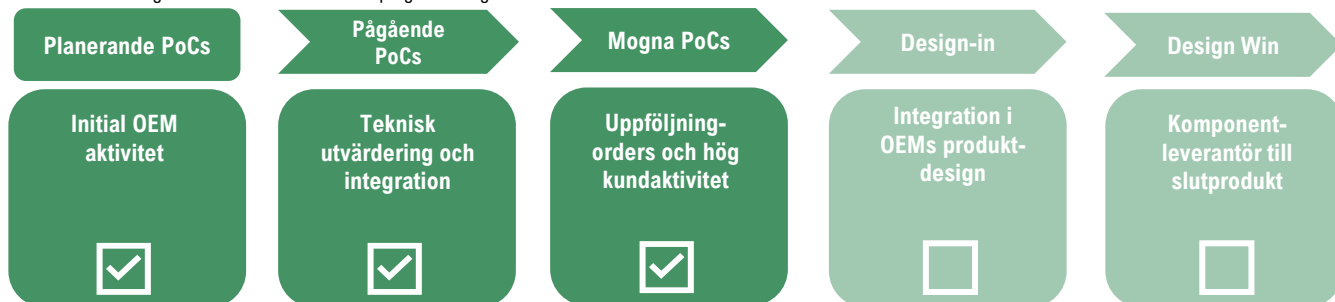 Planerande PoCs
Pågående
PoCs
Mogna PoCs
Design-in
Design Win
Initial OEM
aktivitet
Teknisk
utvärdering och
integration
Uppföljning-
orders och hög
kundaktivitet
Integration i
OEMs produkt-
design
Komponent-
leverantör till
slutprodukt